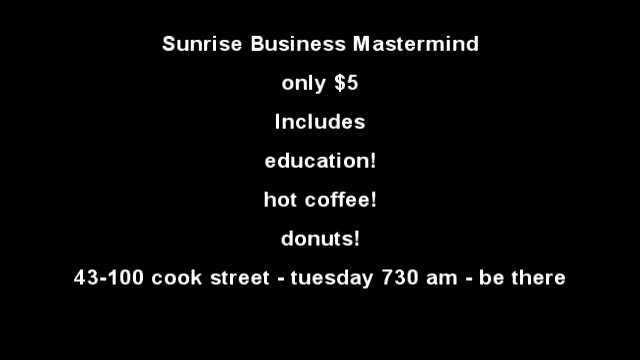 Sunrise Business Mastermind
only $5
Includes
education!
hot coffee!
donuts!
43-100 cook street - tuesday 730 am - be there